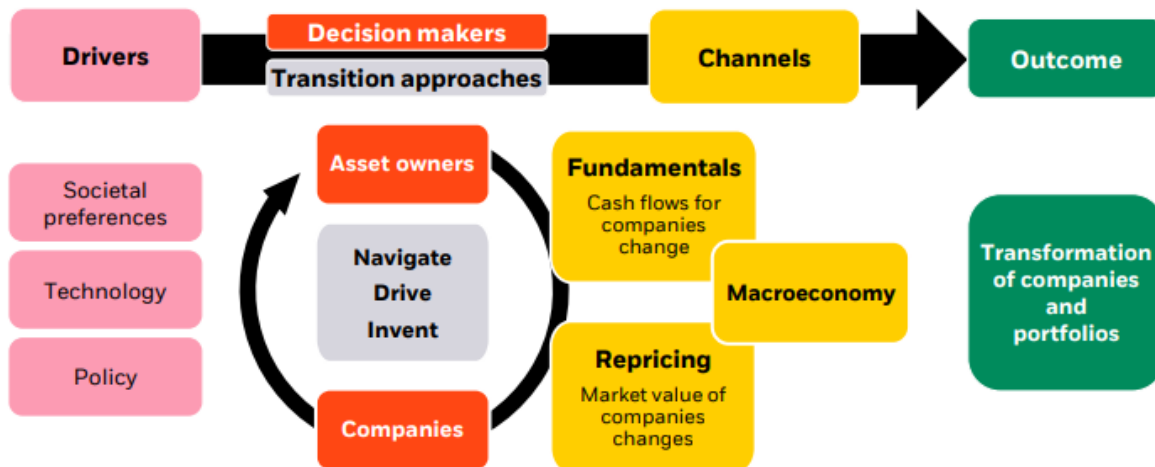 Drivers
Decision makers
Transition approaches
Channels
Outcome
Societal
preferences
Technology
Policy
Asset owners
Navigate
Drive
Invent
Companies
Fundamentals
Cash flows for
companies
change
Macroeconomy
Repricing
Market value of
companies
changes
Transformation
of companies
and
portfolios